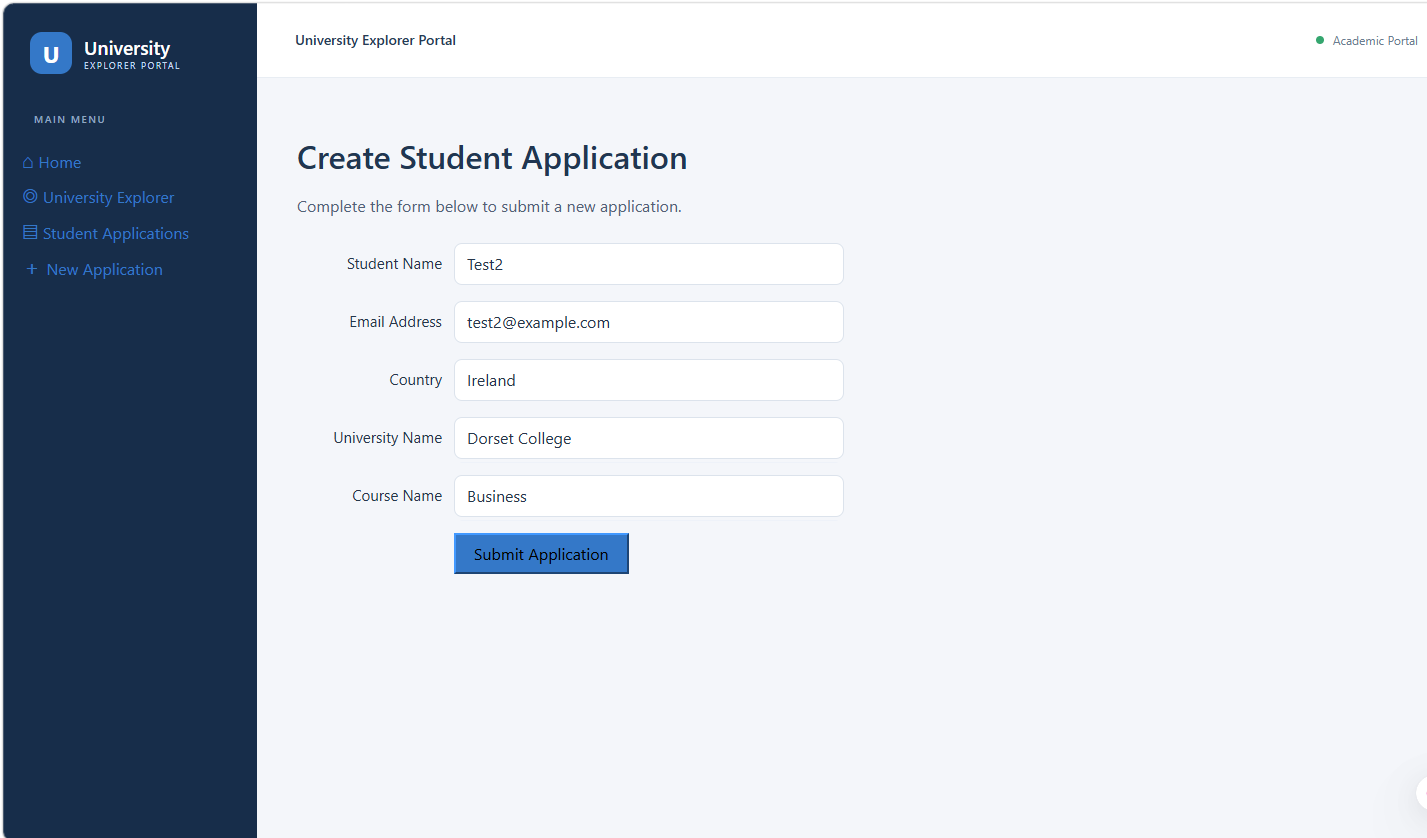 U
University
EXPLORER PORTAL
MAIN MENU
Home
University Explorer
Student Applications
+ New Application
University Explorer Portal
Academic Portal
Create Student Application
Complete the form below to submit a new application.
Student Name Test2
Email Address test2@example.com
Country Ireland
University Name Dorset College
Course Name Business
Submit Application